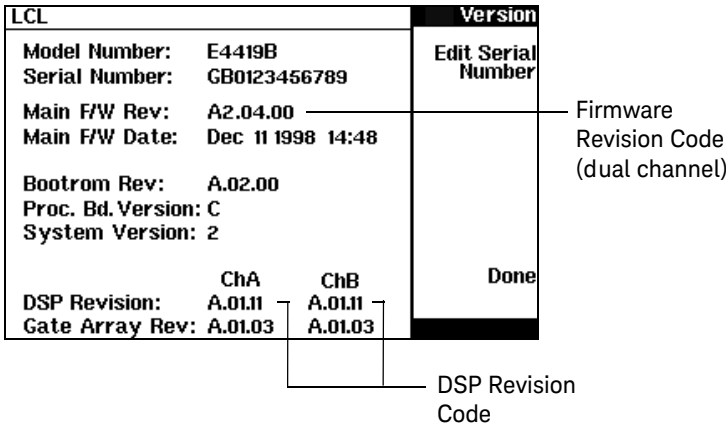 LCL Version
Model Number: E4419B
Serial Number: GB0123456789
Edit Serial
Number
Main F/W Rev: A2.04.00
Main F/W Date: Dec 11 1998 14:48
Firmware
Revision Code
(dual channel)
Bootrom Rev: A.02.00
Proc. Bd. Version: C
System Version: 2
ChA ChB
Done
DSP Revision: A.01.11 A.01.11
Gate Array Rev: A.01.03 A.01.03
DSP Revision
Code